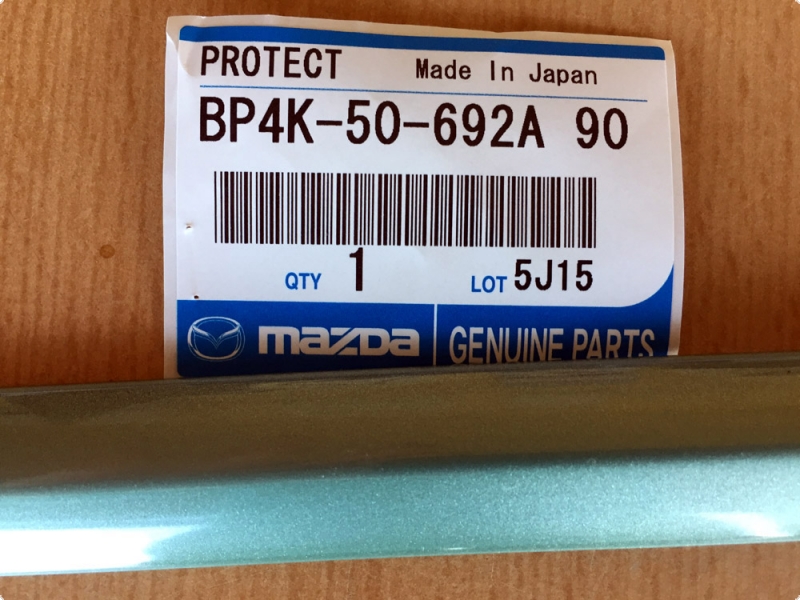 PROTECT Made In Japan
BP4K-50-692A 90
QTY 1 LOT 5J15
mazda GENUINE PARTS